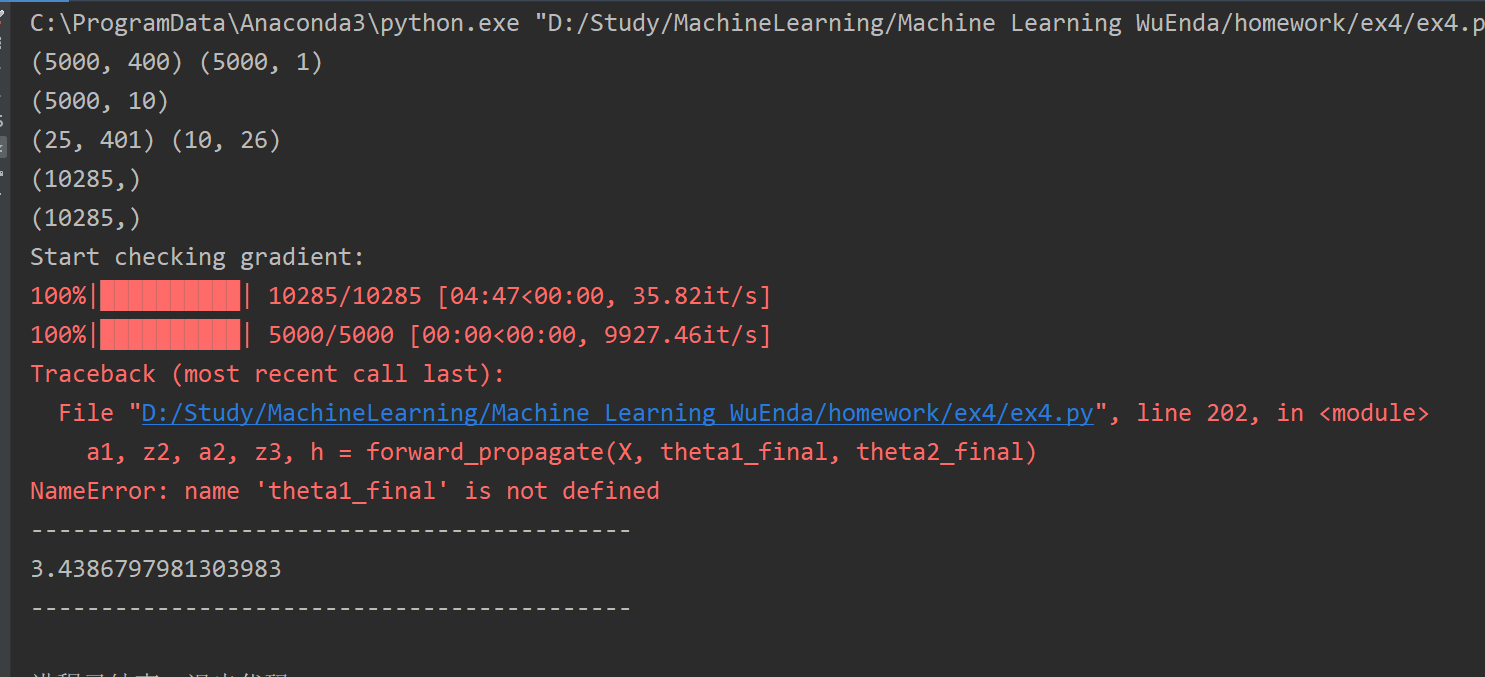 C:\ProgramData\Anaconda3\python.exe "D:/Study/MachineLearning/Machine Learning WuEnda/homework/ex4/ex4.p
(5000, 400) (5000, 1)
(5000, 10)
(25, 401) (10, 26)
(10285,)
(10285,)
Start checking gradient:
100%|██████████| 10285/10285 [04:47<00:00, 35.82it/s]
100%|██████████| 5000/5000 [00:00<00:00, 9927.46it/s]
Traceback (most recent call last):
File "D:/Study/MachineLearning/Machine Learning WuEnda/homework/ex4/ex4.py", line 202, in <module>
a1, z2, a2, z3, h = forward_propagate(X, theta1_final, theta2_final)
NameError: name 'theta1_final' is not defined
-------------------------------------------
3.4386797981303983
-------------------------------------------